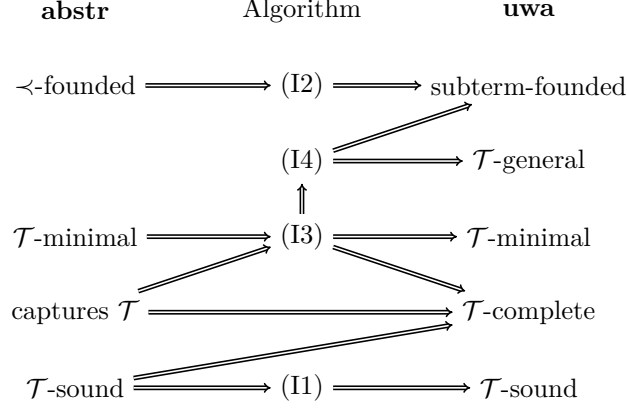 abstr Algorithm uwa
≺-founded (I2) subterm-founded
(I4) 𝒯-general
𝒯-minimal (I3) 𝒯-minimal
captures 𝒯 𝒯-complete
𝒯-sound (I1) 𝒯-sound